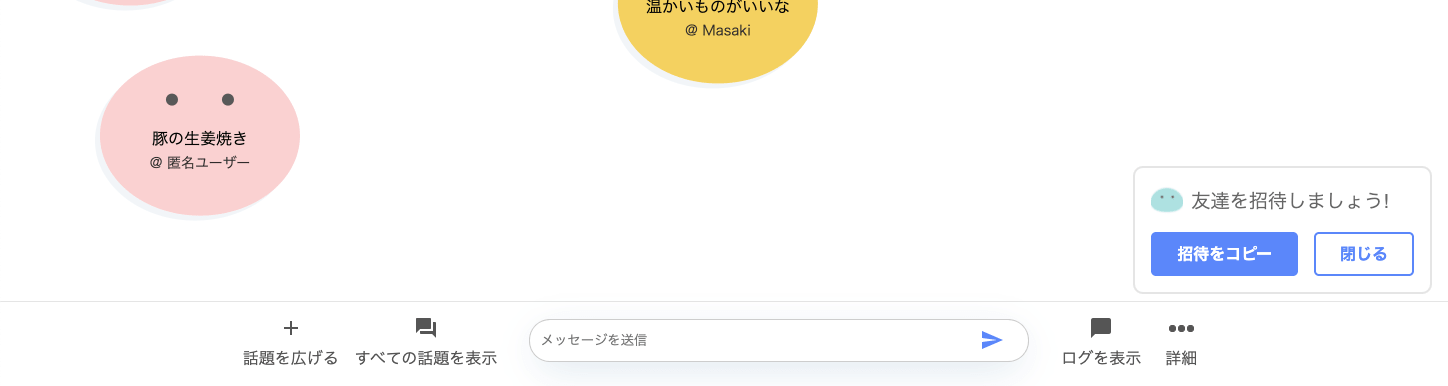 温かいものがいいな
@ Masaki
豚の生姜焼き
@ 匿名ユーザー
友達を招待しましょう!
招待をコピー
閉じる
話題を広げる
すべての話題を表示
メッセージを送信
ログを表示
詳細